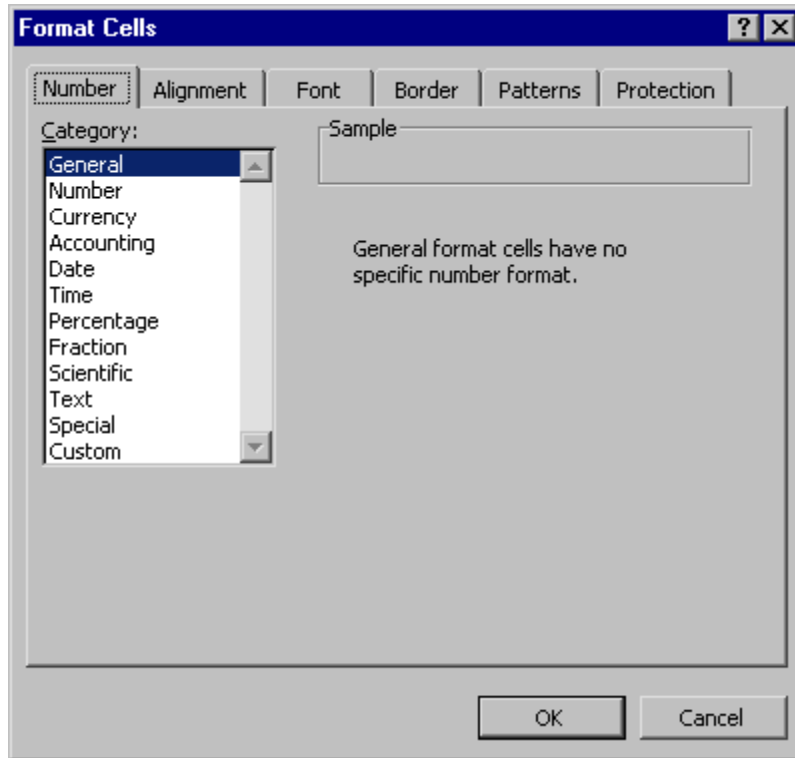 Format Cells
Number Alignment Font Border Patterns Protection
Category:
Sample
General
Number
Currency
Accounting
Date
Time
Percentage
Fraction
Scientific
Text
Special
Custom
General format cells have no
specific number format.
OK Cancel